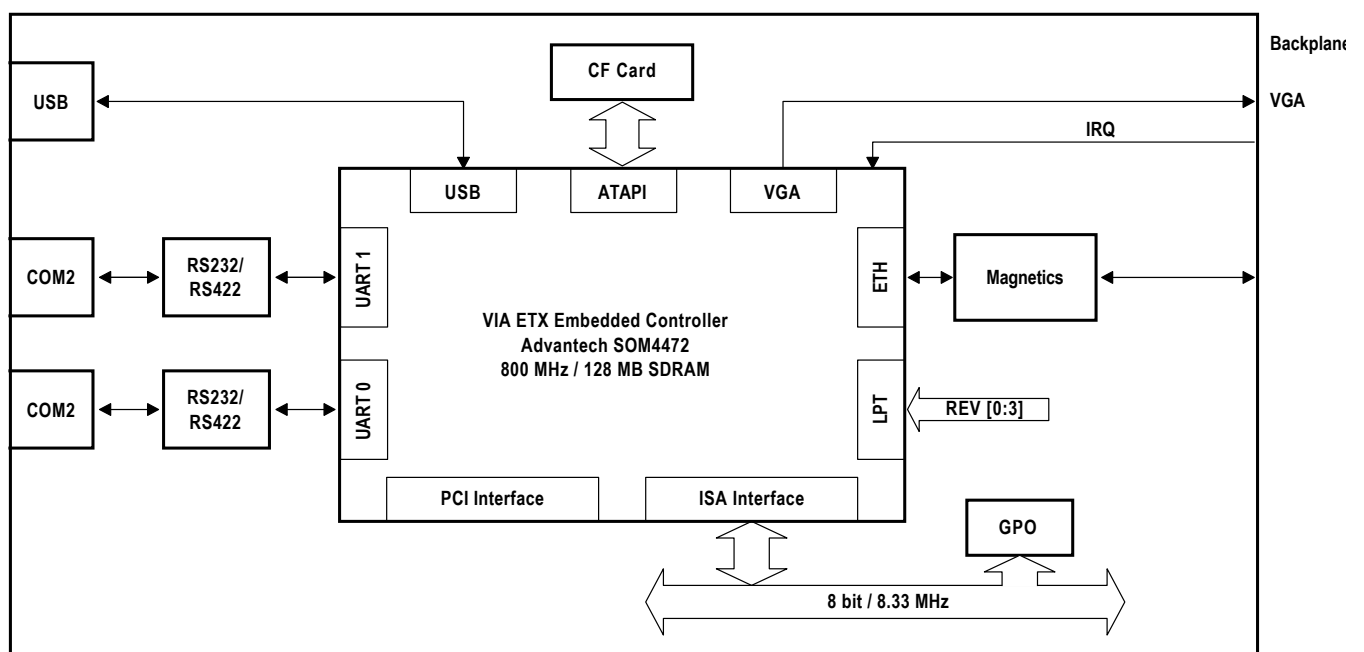 Backplane
CF Card
USB
VGA
IRQ
USB
ATAPI
VGA
COM2
RS232/
RS422
UART 1
ETH
Magnetics
VIA ETX Embedded Controller
Advantech SOM4472
800 MHz / 128 MB SDRAM
COM2
RS232/
RS422
UART 0
LPT
REV [0:3]
PCI Interface
ISA Interface
GPO
8 bit / 8.33 MHz